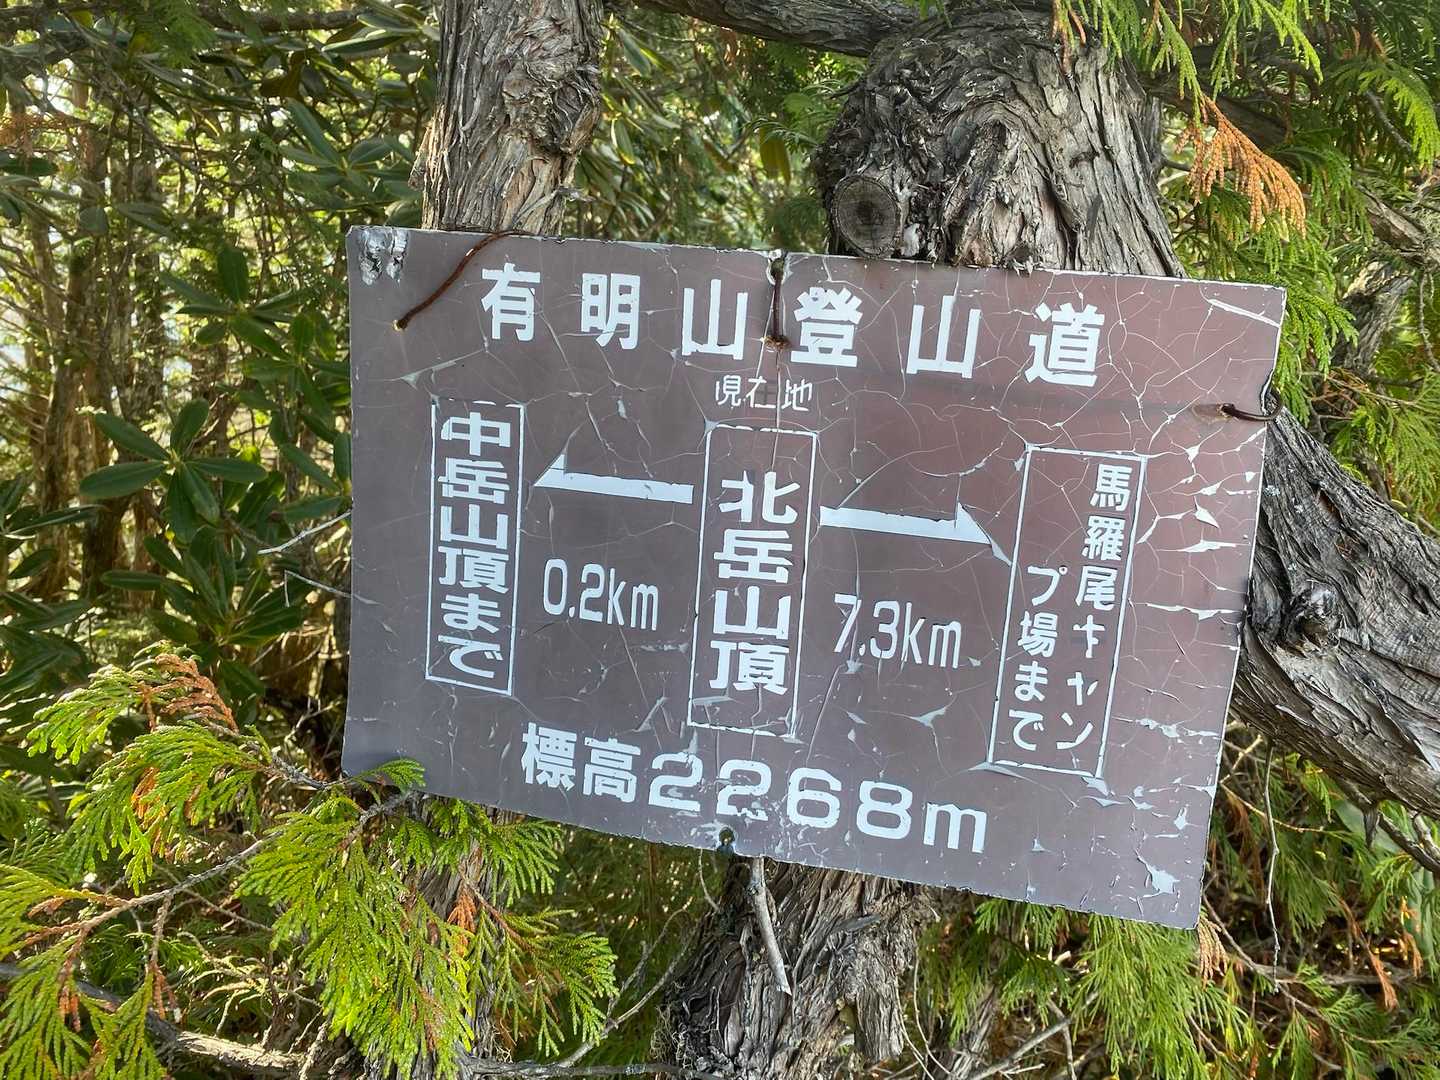 有明山登山道
現在地
中岳山頂まで
0.2km
北岳山頂
7.3km
馬羅尾キャン
プ場まで
標高2268m